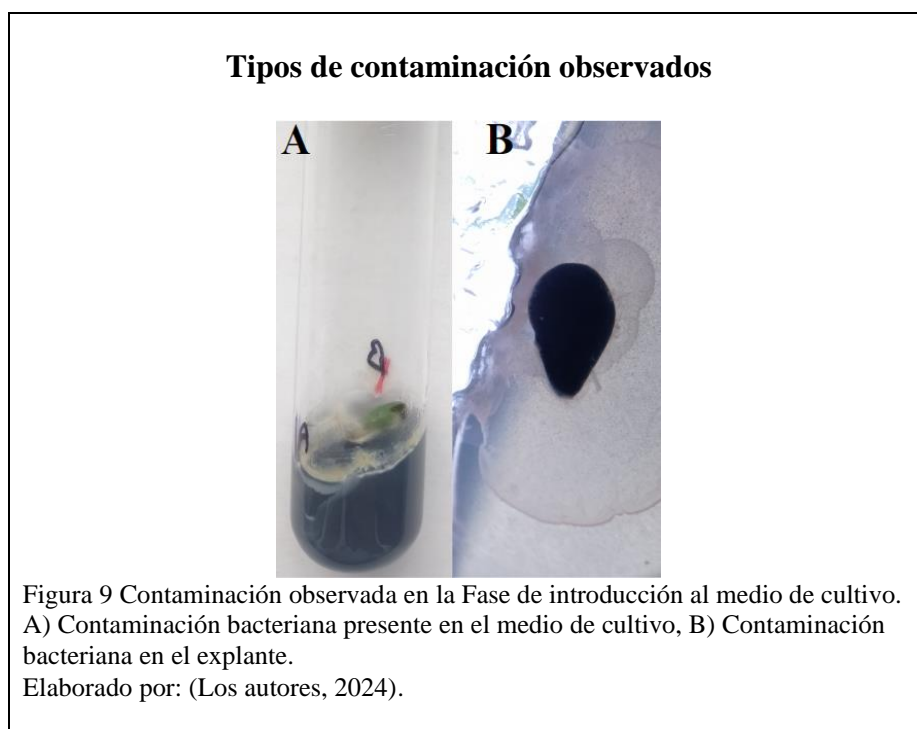 Tipos de contaminación observados
A B
Figura 9 Contaminación observada en la Fase de introducción al medio de cultivo.
A) Contaminación bacteriana presente en el medio de cultivo, B) Contaminación
bacteriana en el explante.
Elaborado por: (Los autores, 2024).